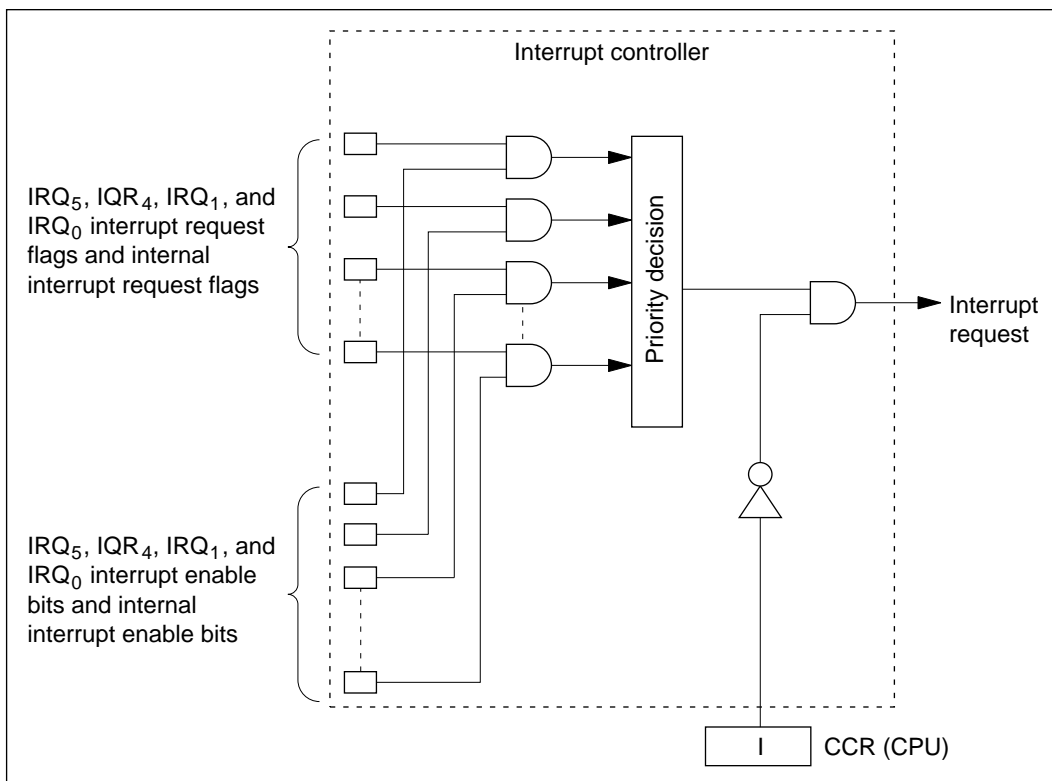 Interrupt controller
IRQ5, IQR4, IRQ1, and
IRQ0 interrupt request
flags and internal
interrupt request flags
Priority decision
Interrupt
request
IRQ5, IQR4, IRQ1, and
IRQ0 interrupt enable
bits and internal
interrupt enable bits
I
CCR (CPU)